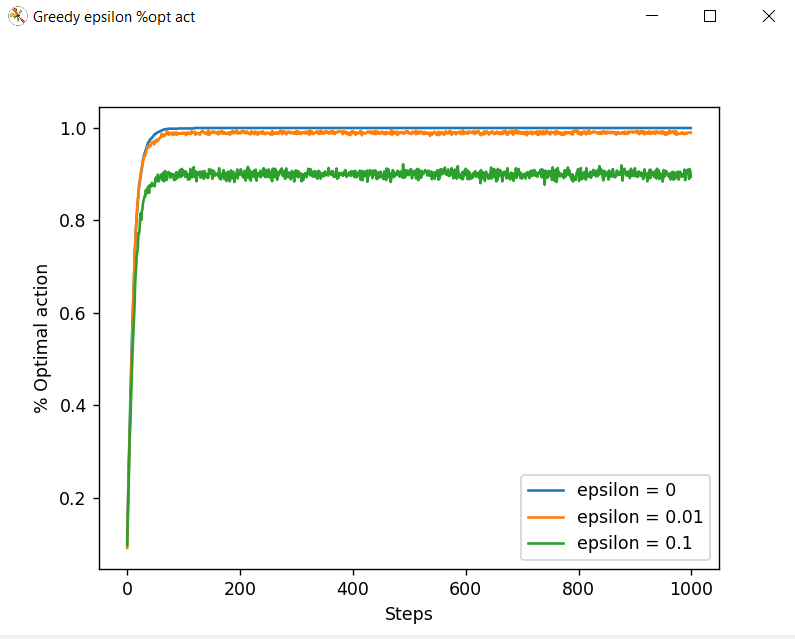 Greedy epsilon %opt act
1.0
0.8
0.6
0.4
0.2
% Optimal action
epsilon = 0
epsilon = 0.01
epsilon = 0.1
0 200 400 600 800 1000
Steps